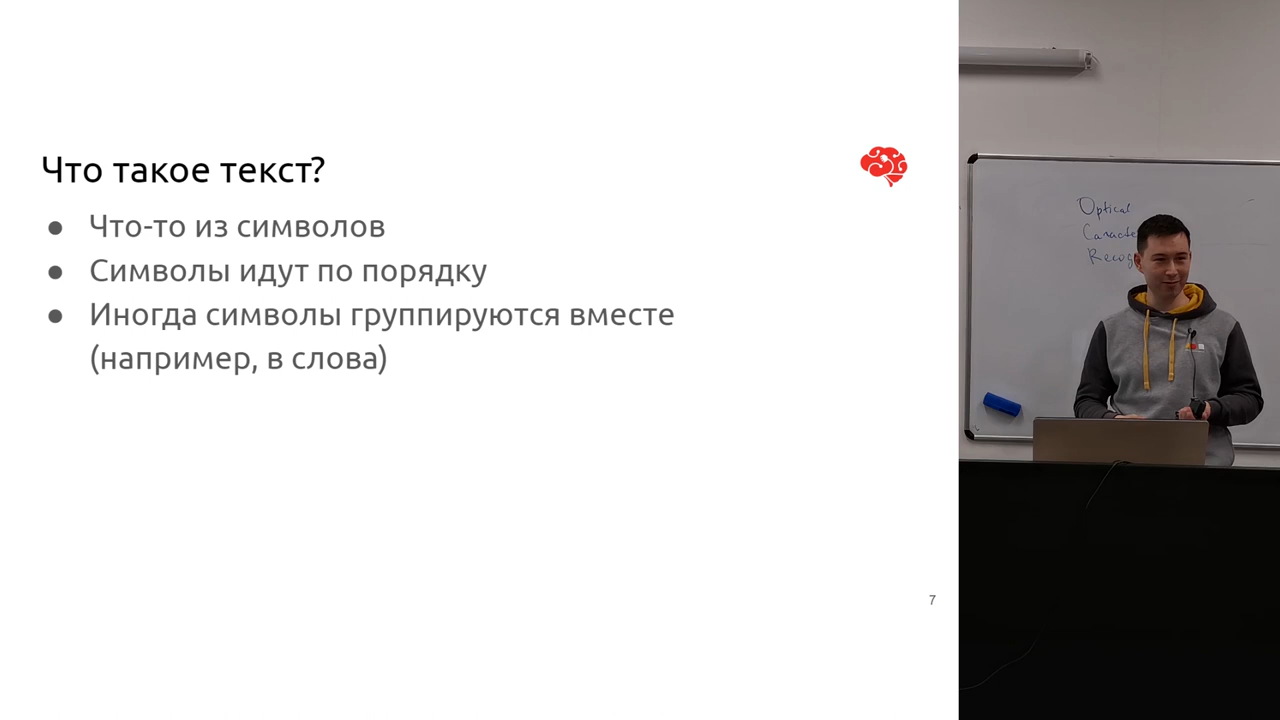 Что такое текст?
● Что-то из символов
● Символы идут по порядку
● Иногда символы группируются вместе
(например, в слова)
7
Optical